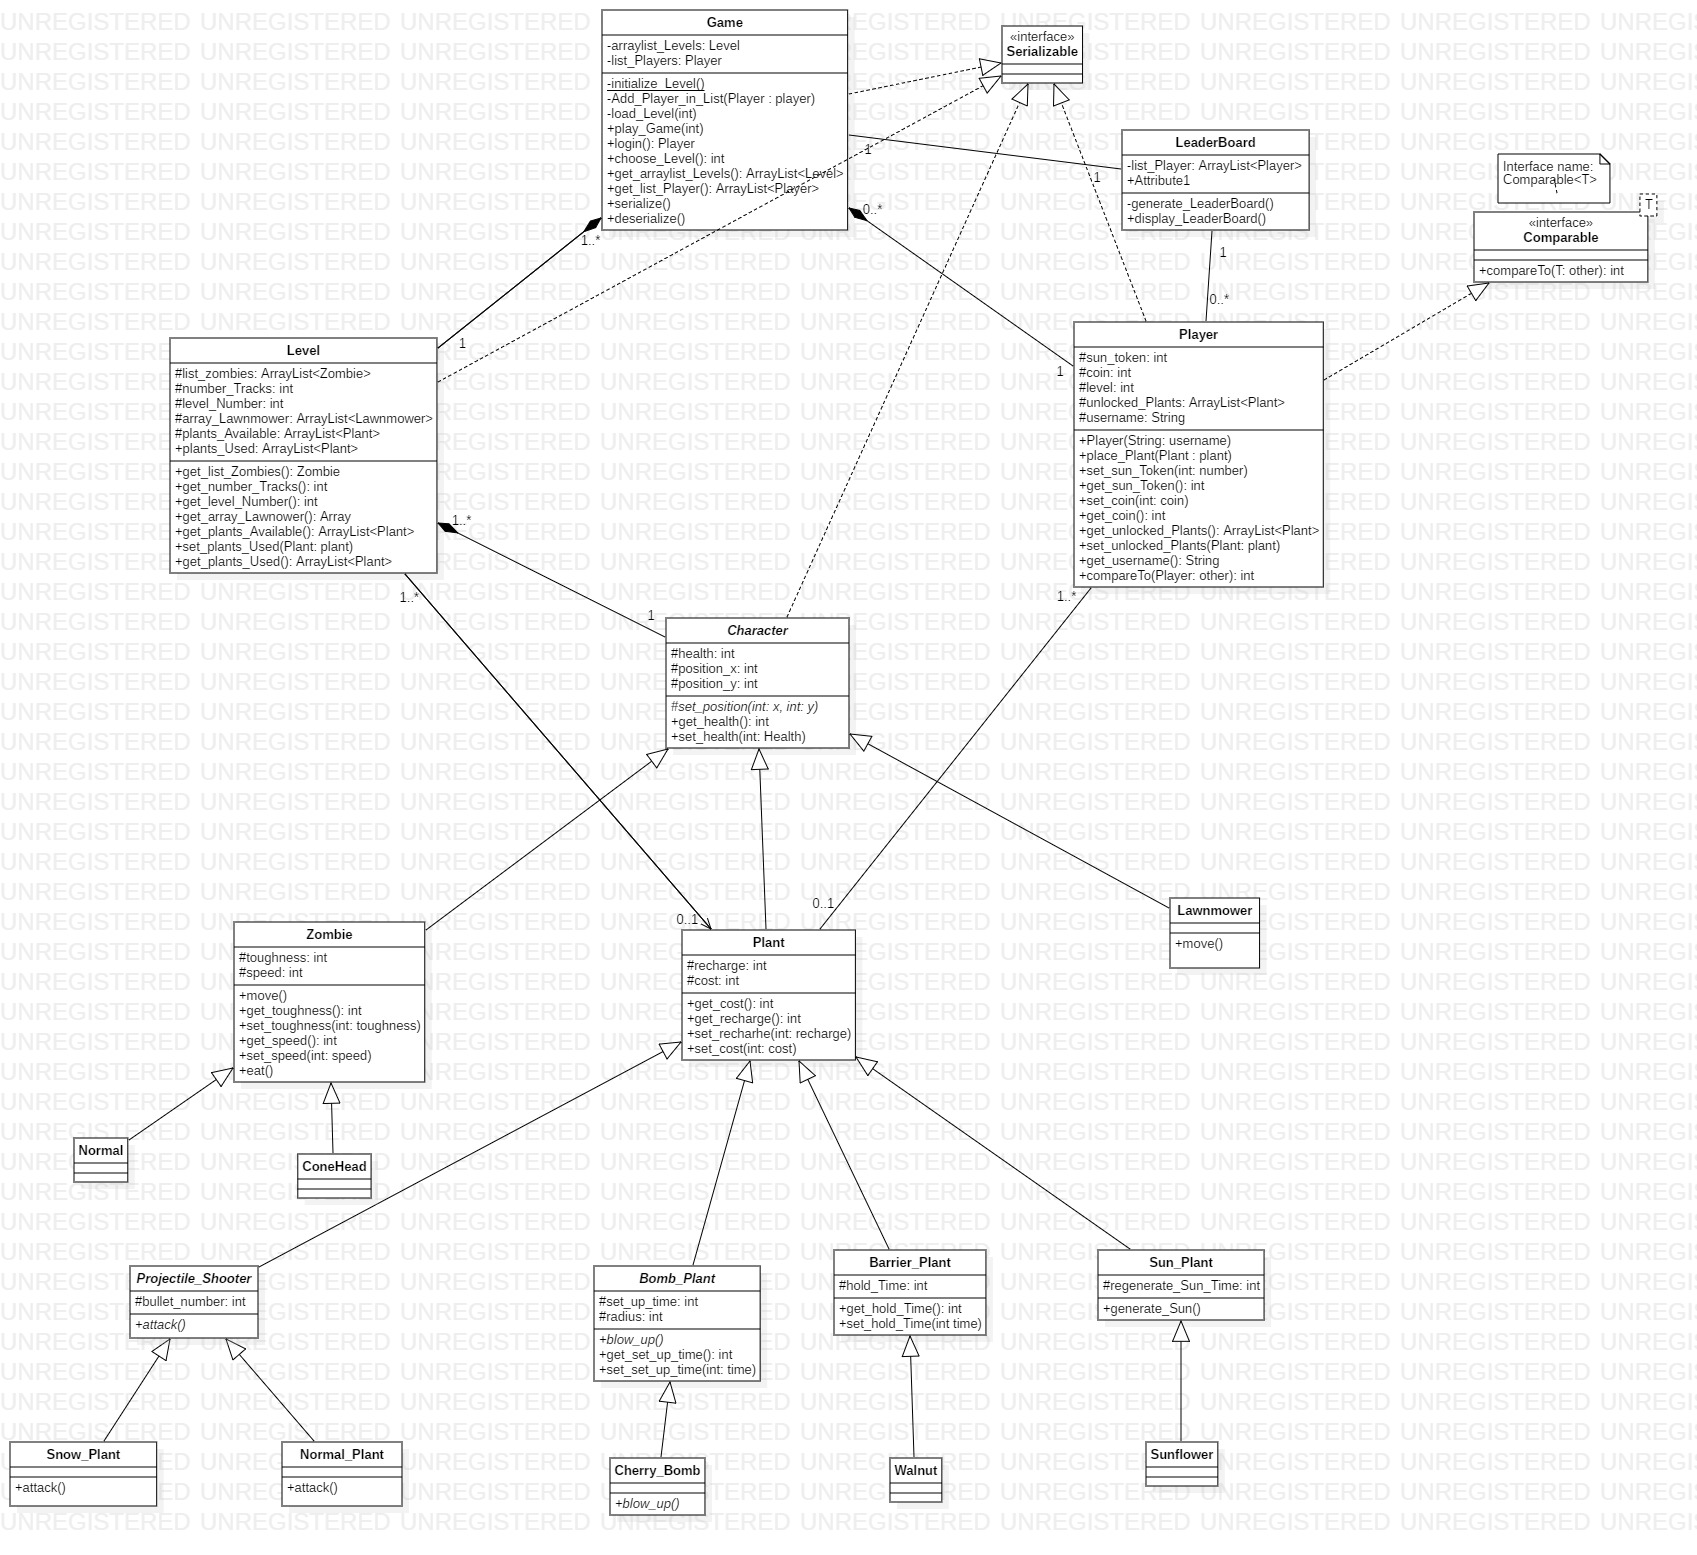 Game
-arraylist_Levels: Level
-list_Players: Player
-initialize_Level()
-Add_Player_in_List(Player : player)
-load_Level(int)
+play_Game(int)
+login(): Player
+choose_Level(): int
+get_arraylist_Levels(): ArrayList<Level>
+get_list_Player(): ArrayList<Player>
+serialize()
+deserialize()
«interface»
Serializable
LeaderBoard
-list_Player: ArrayList<Player>
+Attribute1
-generate_LeaderBoard()
+display_LeaderBoard()
Interface name:
Comparable<T>
T
«interface»
Comparable
+compareTo(T: other): int
1
1
0..*
1..*
1
0..*
1
1
Level
#list_zombies: ArrayList<Zombie>
#number_Tracks: int
#level_Number: int
#array_Lawnmower: ArrayList<Lawnmower>
#plants_Available: ArrayList<Plant>
+plants_Used: ArrayList<Plant>
+get_list_Zombies(): Zombie
+get_number_Tracks(): int
+get_level_Number(): int
+get_array_Lawnower(): Array
+get_plants_Available(): ArrayList<Plant>
+set_plants_Used(Plant: plant)
+get_plants_Used(): ArrayList<Plant>
Player
#sun_token: int
#coin: int
#level: int
#unlocked_Plants: ArrayList<Plant>
#username: String
+Player(String: username)
+place_Plant(Plant : plant)
+set_sun_Token(int: number)
+get_sun_Token(): int
+set_coin(int: coin)
+get_coin(): int
+get_unlocked_Plants(): ArrayList<Plant>
+set_unlocked_Plants(Plant: plant)
+get_username(): String
+compareTo(Player: other): int
1..*
1..*
1..*
1
Character
#health: int
#position_x: int
#position_y: int
#set_position(int: x, int: y)
+get_health(): int
+set_health(int: Health)
0..1
0..1
Zombie
#toughness: int
#speed: int
+move()
+get_toughness(): int
+set_toughness(int: toughness)
+get_speed(): int
+set_speed(int: speed)
+eat()
Plant
#recharge: int
#cost: int
+get_cost(): int
+get_recharge(): int
+set_recharhe(int: recharge)
+set_cost(int: cost)
Lawnmower
+move()
Normal
ConeHead
Projectile_Shooter
#bullet_number: int
+attack()
Bomb_Plant
#set_up_time: int
#radius: int
+blow_up()
+get_set_up_time(): int
+set_set_up_time(int: time)
Barrier_Plant
#hold_Time: int
+get_hold_Time(): int
+set_hold_Time(int time)
Sun_Plant
#regenerate_Sun_Time: int
+generate_Sun()
Snow_Plant
+attack()
Normal_Plant
+attack()
Cherry_Bomb
+blow_up()
Walnut
Sunflower
UNREGISTERED